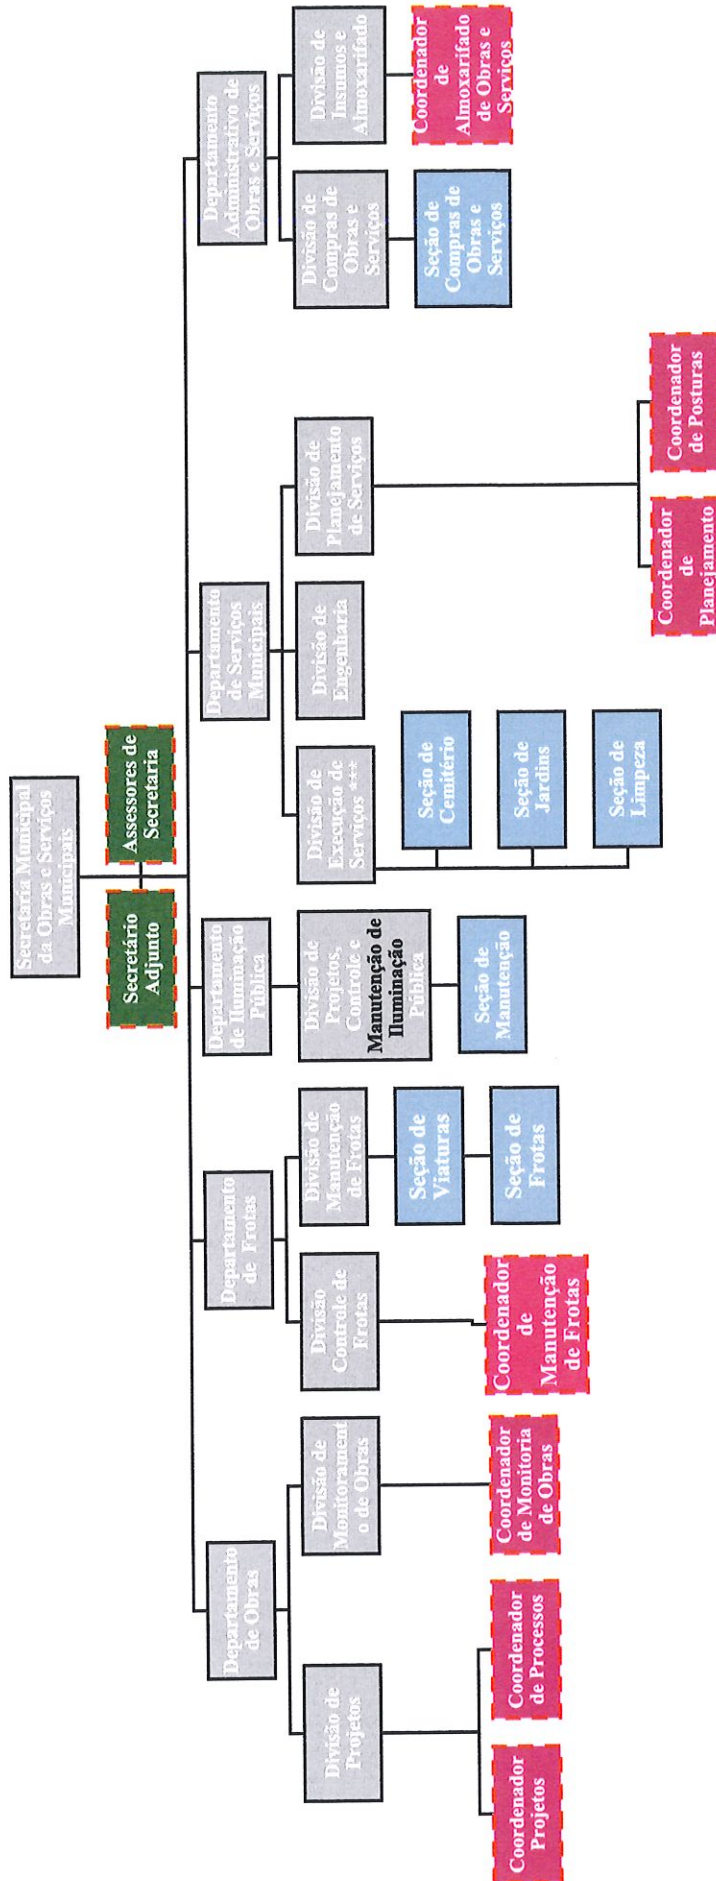 Secretaria Municipal
da Obras e Serviços
Municipais
Secretário
Adjunto
Assessores de
Secretaria
Departamento
de Obras
Departamento
de Frotas
Departamento
de Iluminação
Pública
Departamento
de Serviços
Municipais
Departamento
Administrativo de
Obras e Serviços
Divisão de
Projetos
Divisão de
Monitorament
o de Obras
Divisão
Controle de
Frotas
Divisão de
Manutenção
de Frotas
Divisão de
Projetos,
Controle e
Manutenção de
Iluminação
Pública
Divisão de
Execução de
Serviços ***
Divisão de
Engenharia
Divisão de
Planejamento
de Serviços
Divisão de
Compras de
Obras e
Serviços
Divisão de
Insumos e
Almoxarifado
Coordenador
Projetos
Coordenador
de Processos
Coordenador
de Monitoria
de Obras
Coordenador
de
Manutenção
de Frotas
Seção de
Viaturas
Seção de
Frotas
Seção de
Manutenção
Seção de
Cemitério
Seção de
Jardins
Seção de
Limpeza
Coordenador
de
Planejamento
Coordenador
de Posturas
Seção de
Compras de
Obras e
Serviços
Coordenador
de
Almoxarifado
de Obras e
Serviços